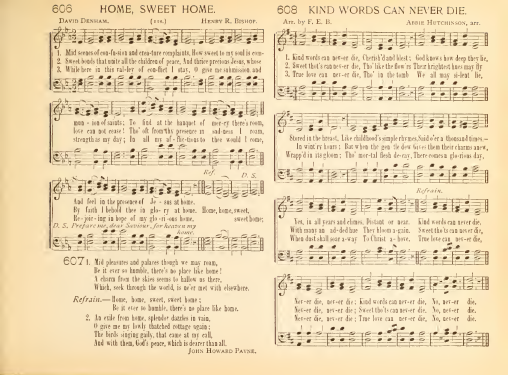 606 HOME, SWEET HOME.
DAVID DENHAM. HENRY R. BISHOP.
1. Mid scenes of con-fu-sion and crea-ture complaints, How sweet to my soul is com-
2. Sweet bonds that unite all the children of peace, And thrice precious Jesus, whose
3. While here in this val-ley of con-flict I stay, O give me submission and
mun - ion of saints; To find at the banquet of mer-cy there's room,
love can not cease! Tho' oft from thy presence in sad-ness I roam,
strength as my day; In all my af-flic-tions to thee would I come,
Ref. D. S.
And feel in the presence of Je - sus at home.
By faith I behold thee in glo-ry at home. Home, home, sweet,
Re-joic-ing in hope of my glo-ri-ous home. sweet home;
D. S. Prepare me, dear Saviour, for heaven my
home.
607 1. Mid pleasures and palaces though we may roam,
Be it ever so humble, there's no place like home!
A charm from the skies seems to hallow us there,
Which, seek through the world, is ne'er met with elsewhere.
Refrain.—Home, home, sweet, sweet home;
Be it ever so humble, there's no place like home.
2. An exile from home, splendor dazzles in vain,
O give me my lowly thatched cottage again;
The birds singing gaily, that came at my call,
And with them, God's peace, which is dearer than all.
JOHN HOWARD PAYNE.
608 KIND WORDS CAN NEVER DIE.
Arr. by F. E. B. ABBIE HUTCHINSON, arr.
1. Kind words can nev-er die, Cherish'd and blest; God knows how deep they lie,
2. Sweet tho'ts can nev-er die, Tho' like the flow'rs Their brightest hues may fly
3. True love can nev-er die, Tho' in the tomb We all may si-lent lie,
Stored in the breast, Like childhood's simple rhymes, Said o'er a thousand times—
In wint'ry hours; But when the gen-tle dew Gives them their charms anew,
Wrapp'd in its gloom; Tho' mor-tal flesh de-cay, There comes a glo-rious day,
Refrain.
Yes, in all years and climes, Distant or near. Kind words can never die,
With many an add-ed hue They bloom a-gain. Sweet tho'ts can never die,
When dust shall soar a-way To Christ a-bove. True love can nev-er die,
Nev-er die, nev-er die; Kind words can nev-er die, No, nev-er die.
Nev-er die, nev-er die; Sweet tho'ts can nev-er die, No, nev-er die.
Nev-er die, nev-er die; True love can nev-er die, No, nev-er die.